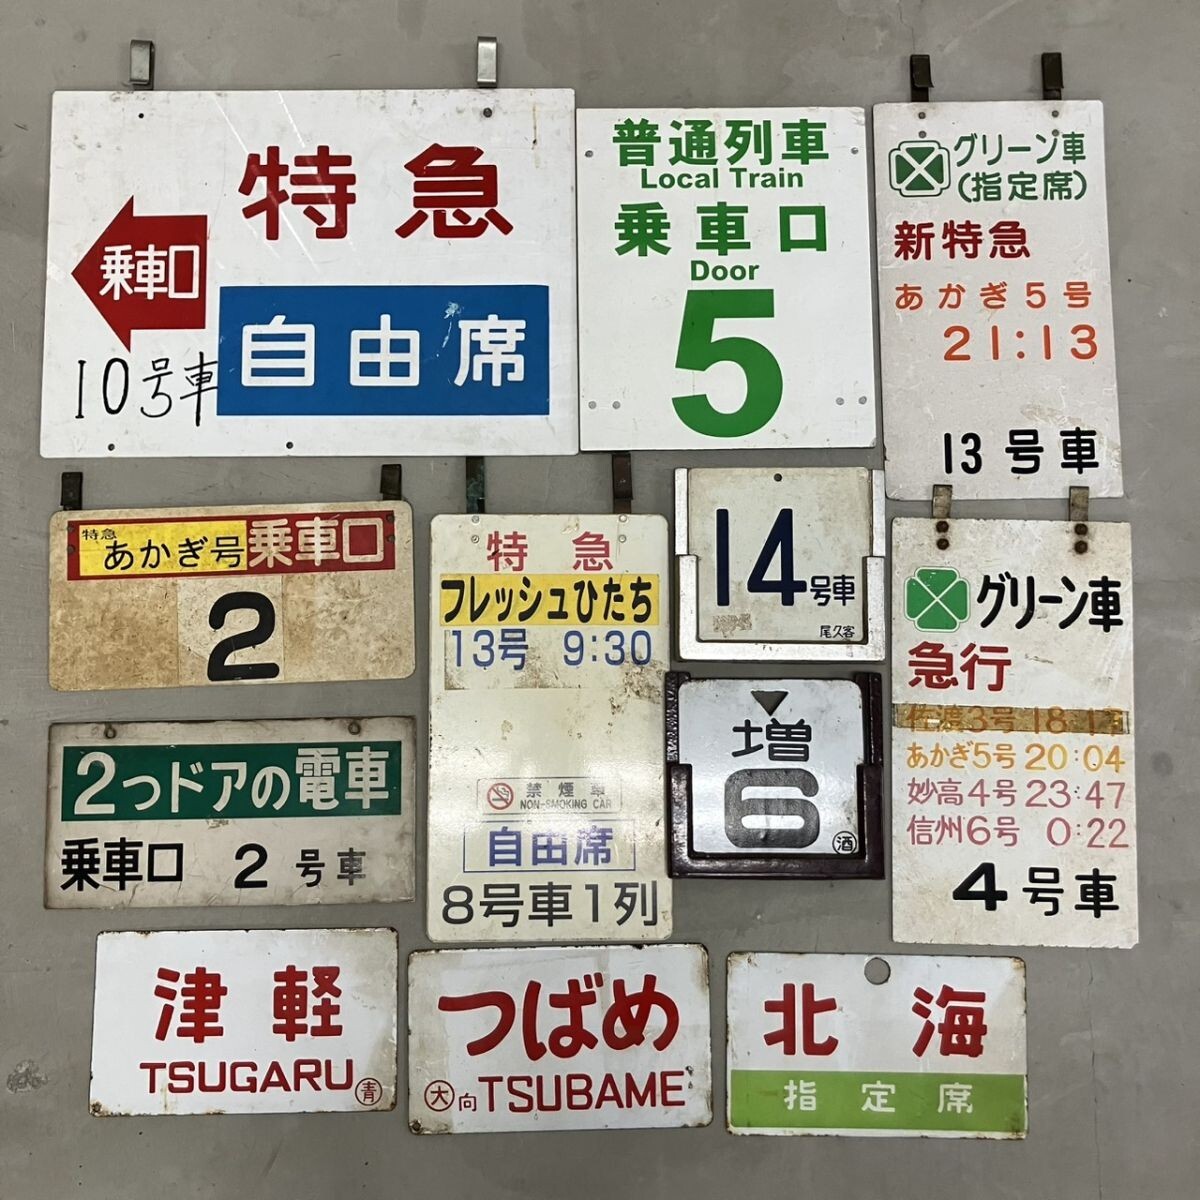 特急
乗車口
自由席
10号車
普通列車
Local Train
乗車口
Door
5
グリーン車
(指定席)
新特急
あかぎ5号
21:13
13号車
特急
あかぎ号 乗車口
2
特急
フレッシュひたち
13号 9:30
禁煙車
NON-SMOKING CAR
自由席
8号車1列
14号車
尾久客
増
6
酒
グリーン車
急行
佐渡3号 18:13
あかぎ5号 20:04
妙高4号 23:47
信州6号 0:22
4号車
2つドアの電車
乗車口 2号車
津軽
TSUGARU 青
つばめ
大向 TSUBAME
北海
指定席